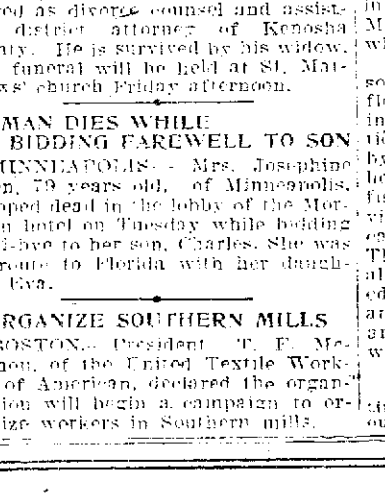 ed as divorce counsel and assist-
district attorney of Kenosha
nty. He is survived by his widow.
funeral will be held at St. Mat-
ws' church Friday afternoon.
MAN DIES WHILE
BIDDING FAREWELL TO SON
MINNEAPOLIS- Mrs. Josephine
n, 79 years old, of Minneapolis,
pped dead in the lobby of the Mor-
n hotel on Tuesday while bidding
-bye to her son, Charles. She was
route to Florida with her daugh-
Eva.
RGANIZE SOUTHERN MILLS
BOSTON.- President T. F. Mc-
hon, of the United Textile Work-
of American, declared the organ-
ion will begin a campaign to or-
ize workers in Southern mills.